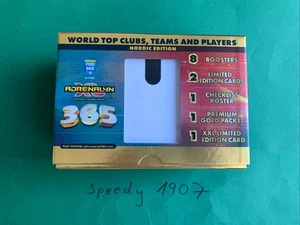 WORLD TOP CLUBS, TEAMS AND PLAYERS
NORDIC EDITION
ADRENALYN
XL
365
8 BOOSTERS
2 LIMITED EDITION CARDS
1 CHECKLIST POSTER
1 PREMIUM GOLD PACKET
1 XXL LIMITED EDITION CARD
Speedy 1907